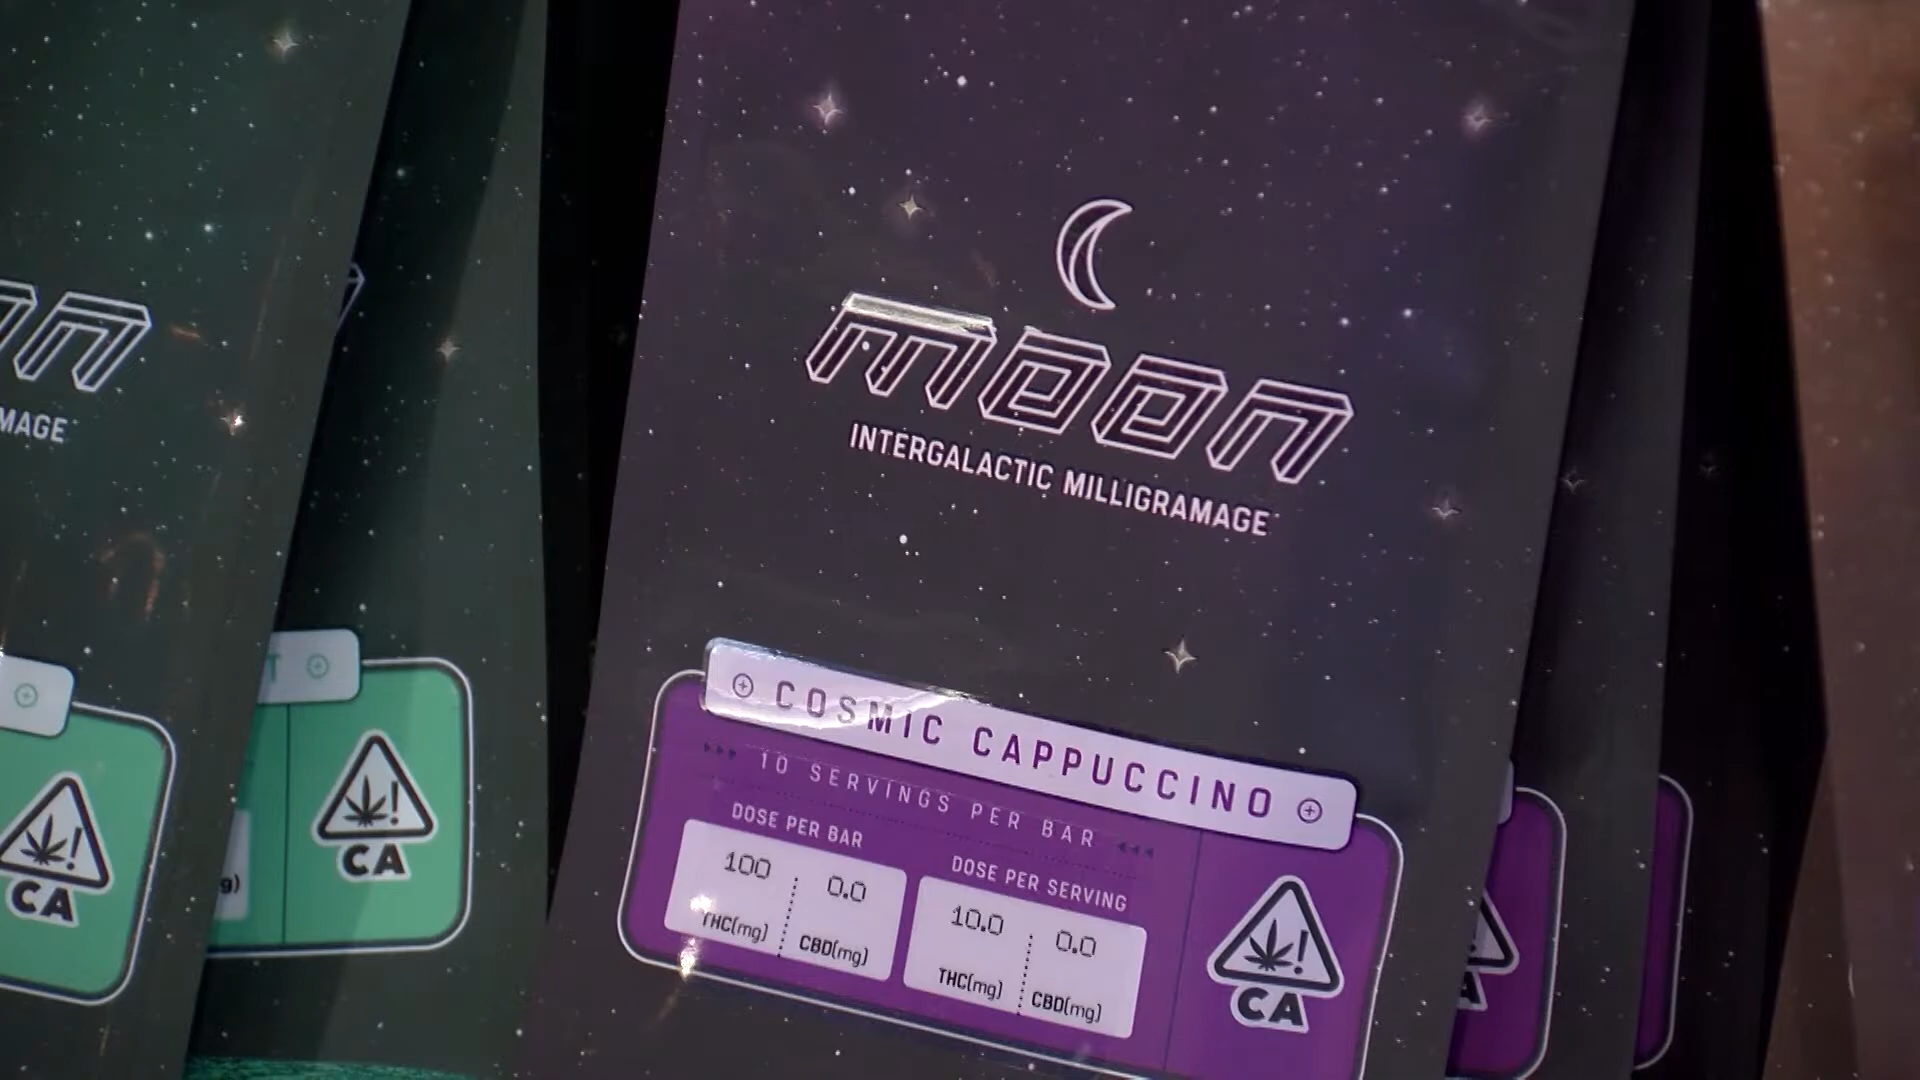 MAGE
CA
T
g)
CA
moon
INTERGALACTIC MILLIGRAMAGE
COSMIC CAPPUCCINO
10 SERVINGS PER BAR
DOSE PER BAR
100 0.0
THC(mg) CBD(mg)
DOSE PER SERVING
10.0 0.0
THC(mg) CBD(mg)
CA